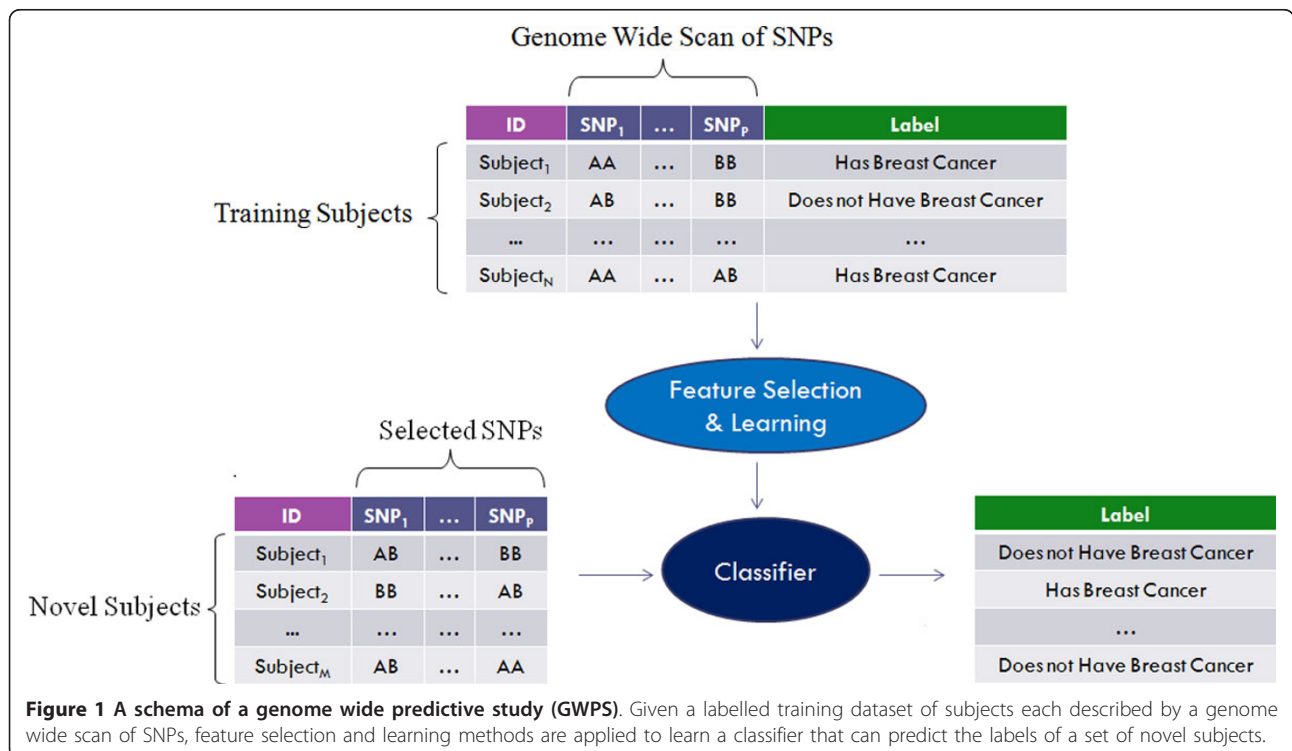 Genome Wide Scan of SNPs
ID SNP1 ... SNPP Label
Subject1 AA ... BB Has Breast Cancer
Training Subjects
Subject2 AB ... BB Does not Have Breast Cancer
... ... ... ... ...
SubjectN AA ... AB Has Breast Cancer
Feature Selection
& Learning
Selected SNPs
ID SNP1 ... SNPP
Subject1 AB ... BB
Novel Subjects
Subject2 BB ... AB
... ... ... ...
SubjectM AB ... AA
Classifier
Label
Does not Have Breast Cancer
Has Breast Cancer
...
Does not Have Breast Cancer
Figure 1 A schema of a genome wide predictive study (GWPS). Given a labelled training dataset of subjects each described by a genome
wide scan of SNPs, feature selection and learning methods are applied to learn a classifier that can predict the labels of a set of novel subjects.